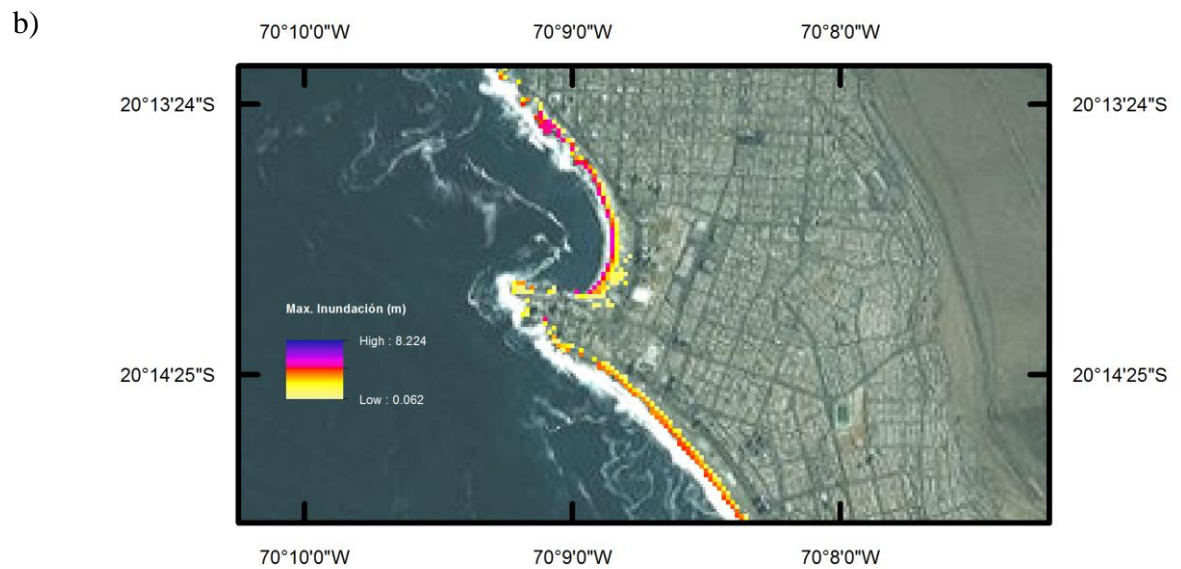 b)
70°10'0"W 70°9'0"W 70°8'0"W
20°13'24"S 20°13'24"S
Max. Inundación (m)
High : 8.224
Low : 0.062
20°14'25"S 20°14'25"S
70°10'0"W 70°9'0"W 70°8'0"W